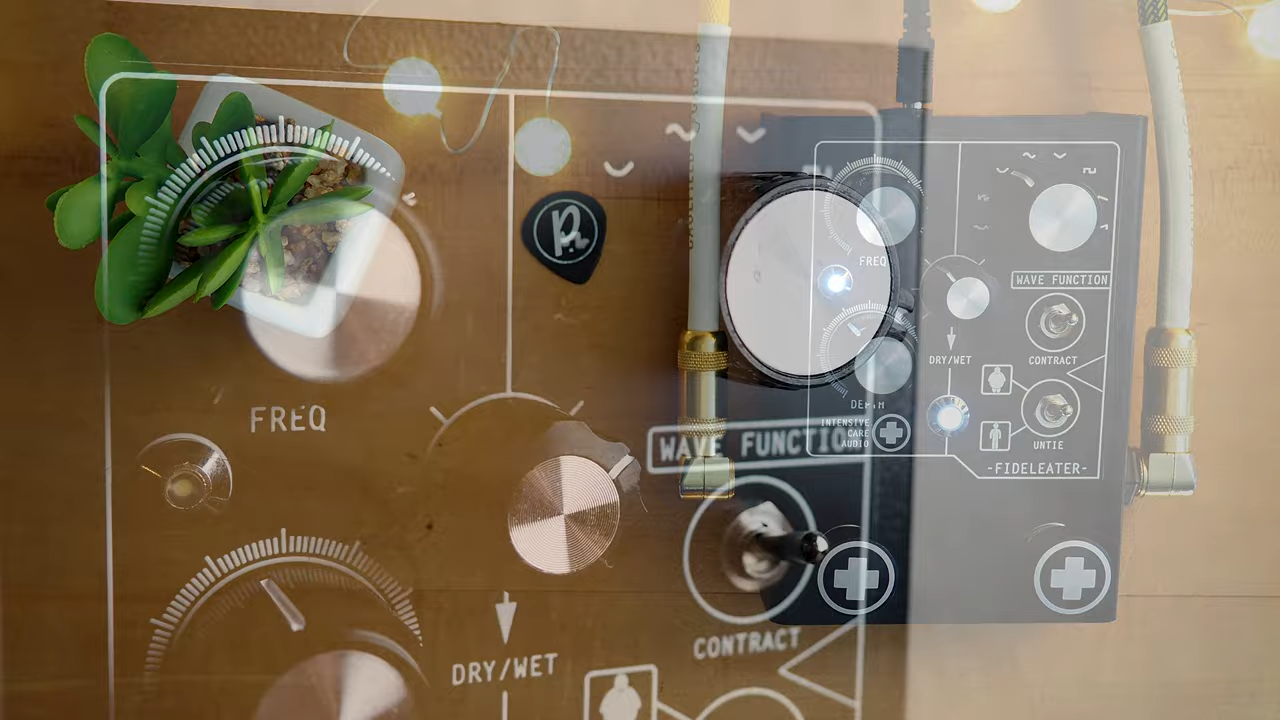 FREQ
WAVE FUNCTION
DRY/WET
CONTRACT
FREQ
WAVE FUNCTION
DRY/WET
CONTRACT
DEPTH
INTENSIVE
CARE
AUDIO
UNTIE
-FIDELEATER-